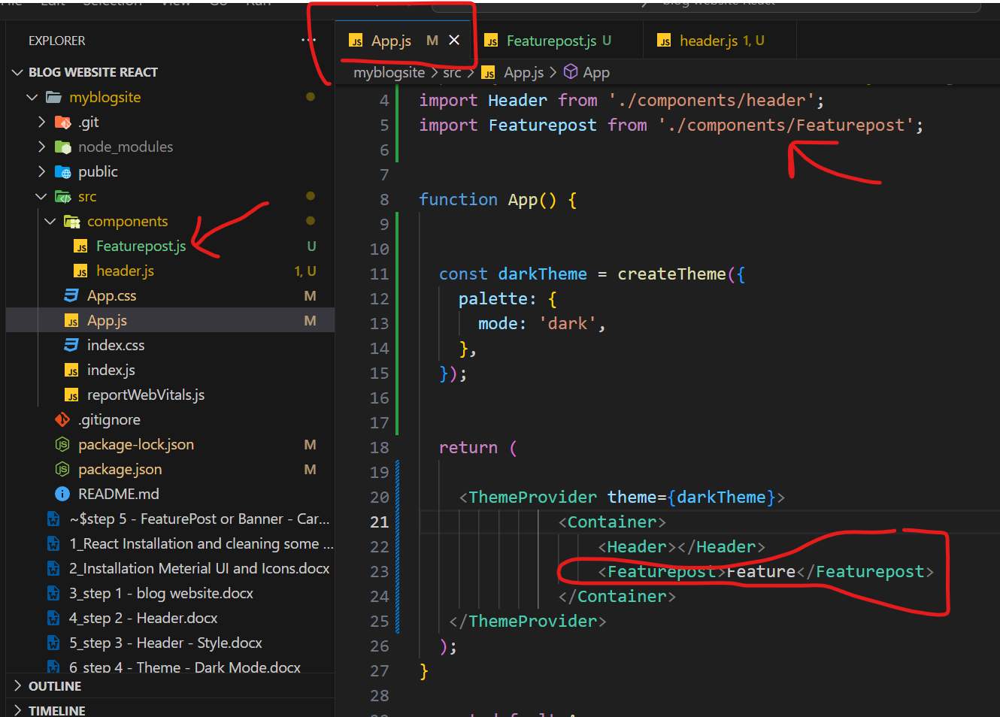 EXPLORER
BLOG WEBSITE REACT
myblogsite
.git
node_modules
public
src
components
Featurepost.js U
header.js 1, U
App.css M
App.js M
index.css
index.js
reportWebVitals.js
.gitignore
package-lock.json M
package.json M
README.md
~$step 5 - FeaturePost or Banner - Car...
1_React Installation and cleaning some ...
2_Installation Meterial UI and Icons.docx
3_step 1 - blog website.docx
4_step 2 - Header.docx
5_step 3 - Header - Style.docx
6_step 4 - Theme - Dark Mode.docx
OUTLINE
TIMELINE
App.js M
Featurepost.js U
header.js 1, U
myblogsite > src > App.js > App
4 import Header from './components/header';
5 import Featurepost from './components/Featurepost';
6
7
8 function App() {
9
10
11 const darkTheme = createTheme({
12 palette: {
13 mode: 'dark',
14 },
15 });
16
17
18 return (
19
20 <ThemeProvider theme={darkTheme}>
21 <Container>
22 <Header></Header>
23 <Featurepost>Feature</Featurepost>
24 </Container>
25 </ThemeProvider>
26 );
27 }
28